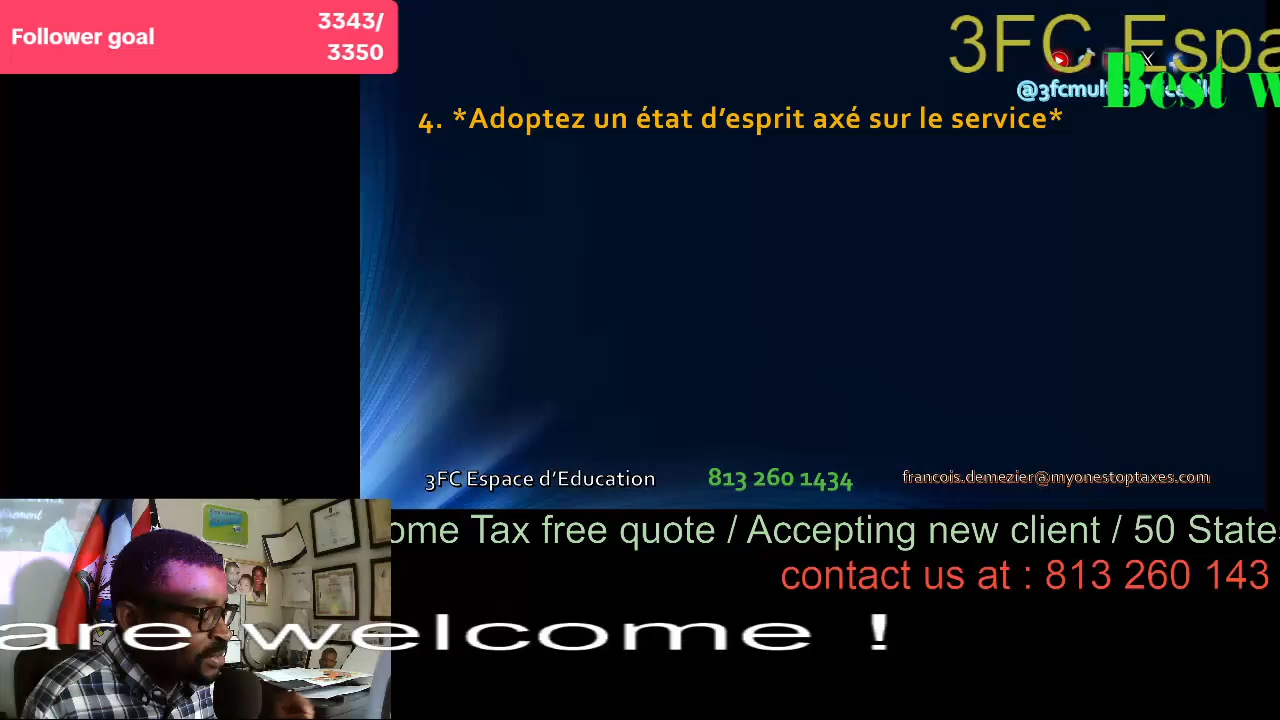 Follower goal
3343/
3350
3FC Espa
Best w
4. *Adoptez un état d’esprit axé sur le service*
3FC Espace d’Education
813 260 1434
francois.demezier@myonestoptaxes.com
ome Tax free quote / Accepting new client / 50 States
contact us at : 813 260 143
are welcome !